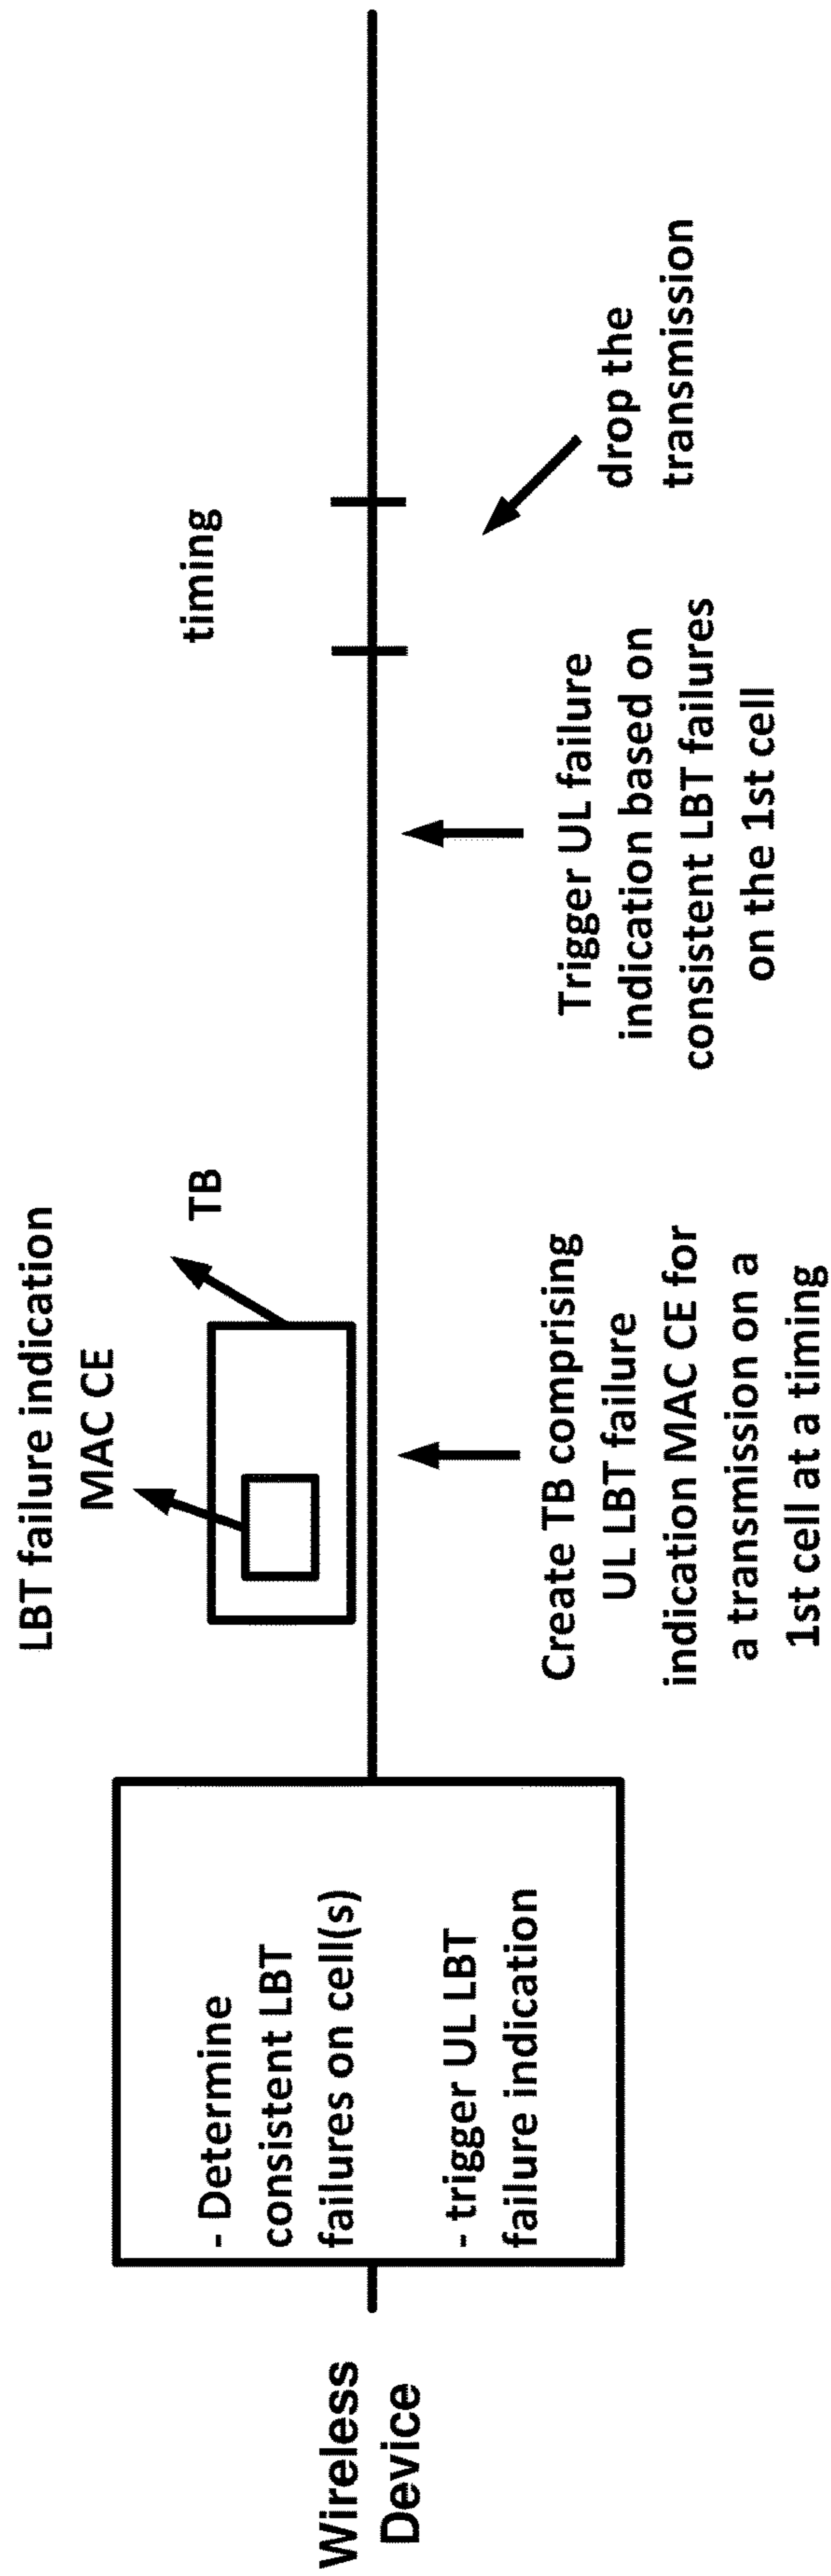 Wireless
Device
- Determine
consistent LBT
failures on cell(s)
- trigger UL LBT
failure indication
LBT failure indication
MAC CE
TB
Create TB comprising
UL LBT failure
indication MAC CE for
a transmission on a
1st cell at a timing
Trigger UL failure
indication based on
consistent LBT failures
on the 1st cell
timing
drop the
transmission